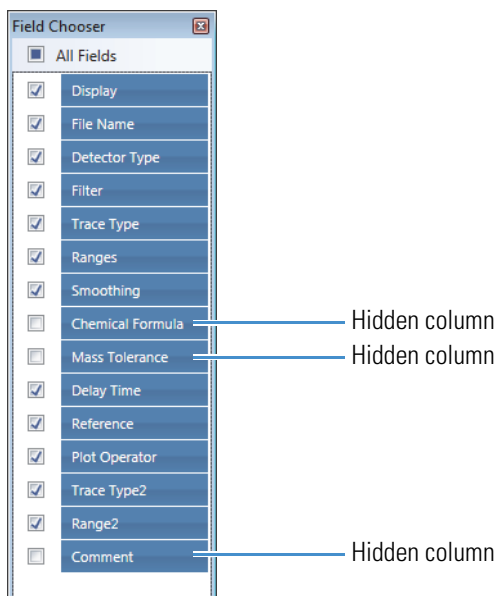 Field Chooser
All Fields
Display
File Name
Detector Type
Filter
Trace Type
Ranges
Smoothing
Chemical Formula Hidden column
Mass Tolerance Hidden column
Delay Time
Reference
Plot Operator
Trace Type2
Range2
Comment Hidden column